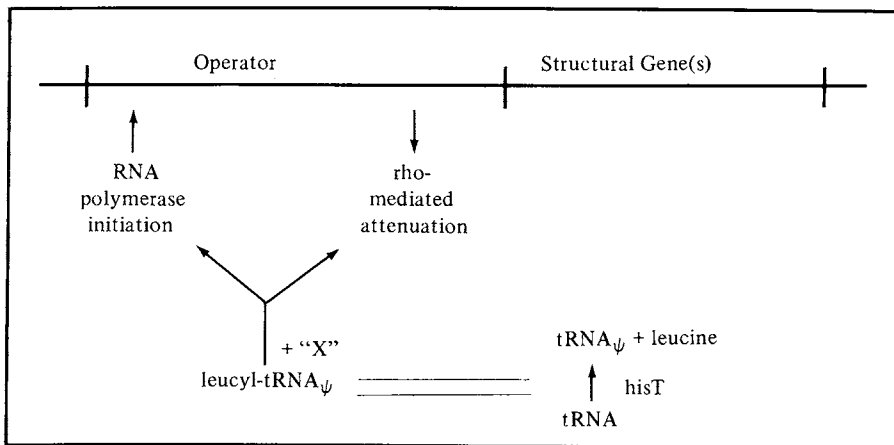 Operator
Structural Gene(s)
RNA
polymerase
initiation
rho-
mediated
attenuation
+ “X”
leucyl-tRNAψ
tRNAψ + leucine
hisT
tRNA